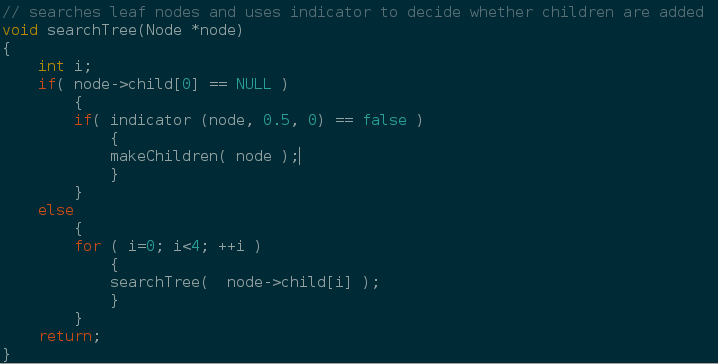 // searches leaf nodes and uses indicator to decide whether children are added
void searchTree(Node *node)
{
    int i;
    if( node->child[0] == NULL )
        {
        if( indicator (node, 0.5, 0) == false )
            {
            makeChildren( node );
            }
        }
    else
        {
        for ( i=0; i<4; ++i )
            {
            searchTree(  node->child[i] );
            }
        }
    return;
}